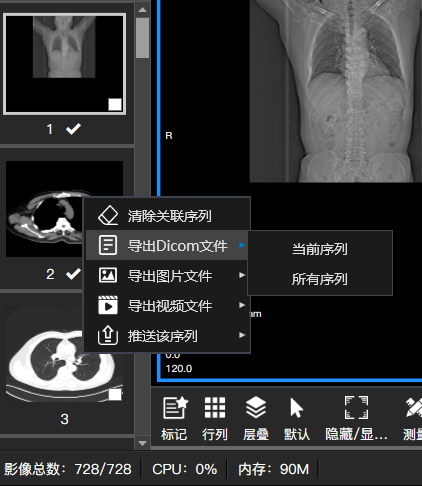 1
R
清除关联序列
导出Dicom文件
当前序列
2
导出图片文件
所有序列
导出视频文件
mm
推送该序列
0.0
120.0
3
标记 行列 层叠 默认 隐藏/显... 测量
影像总数：728/728 CPU：0% 内存：90M